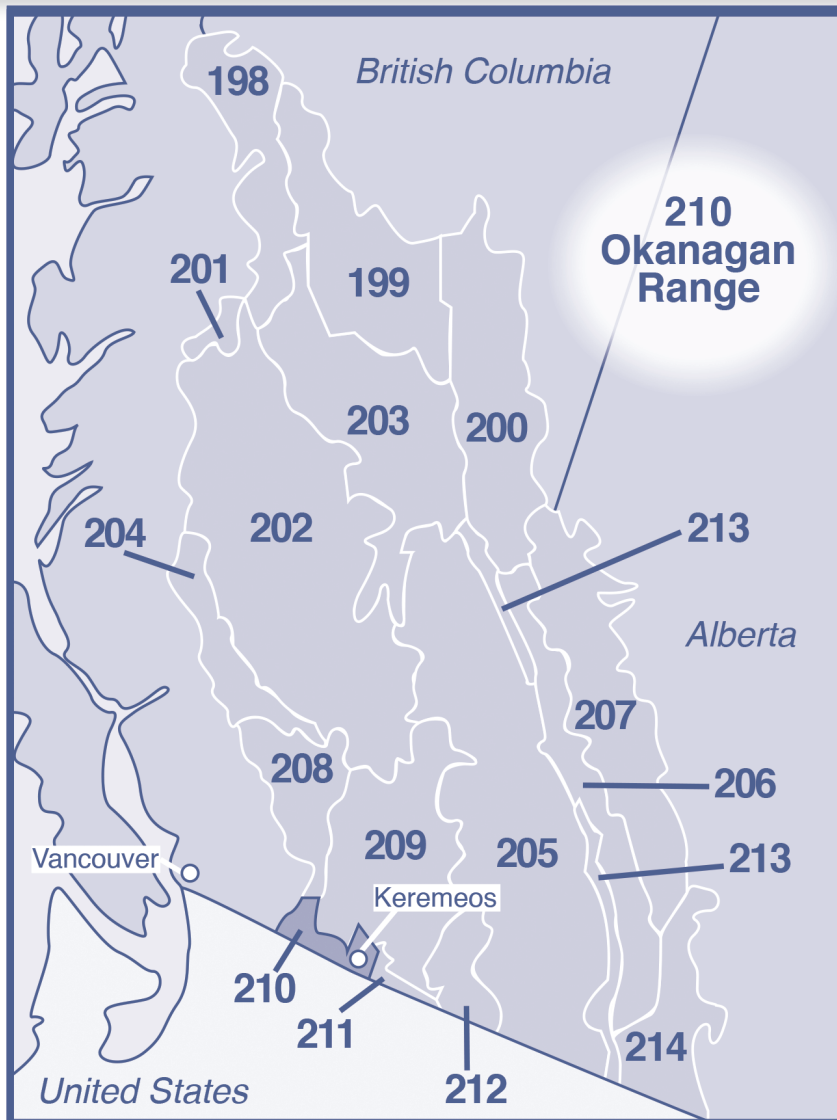 198
British Columbia
210
Okanagan
Range
201
199
203
200
204
202
213
Alberta
207
208
206
209
205
213
Vancouver
Keremeos
210
211
214
United States
212